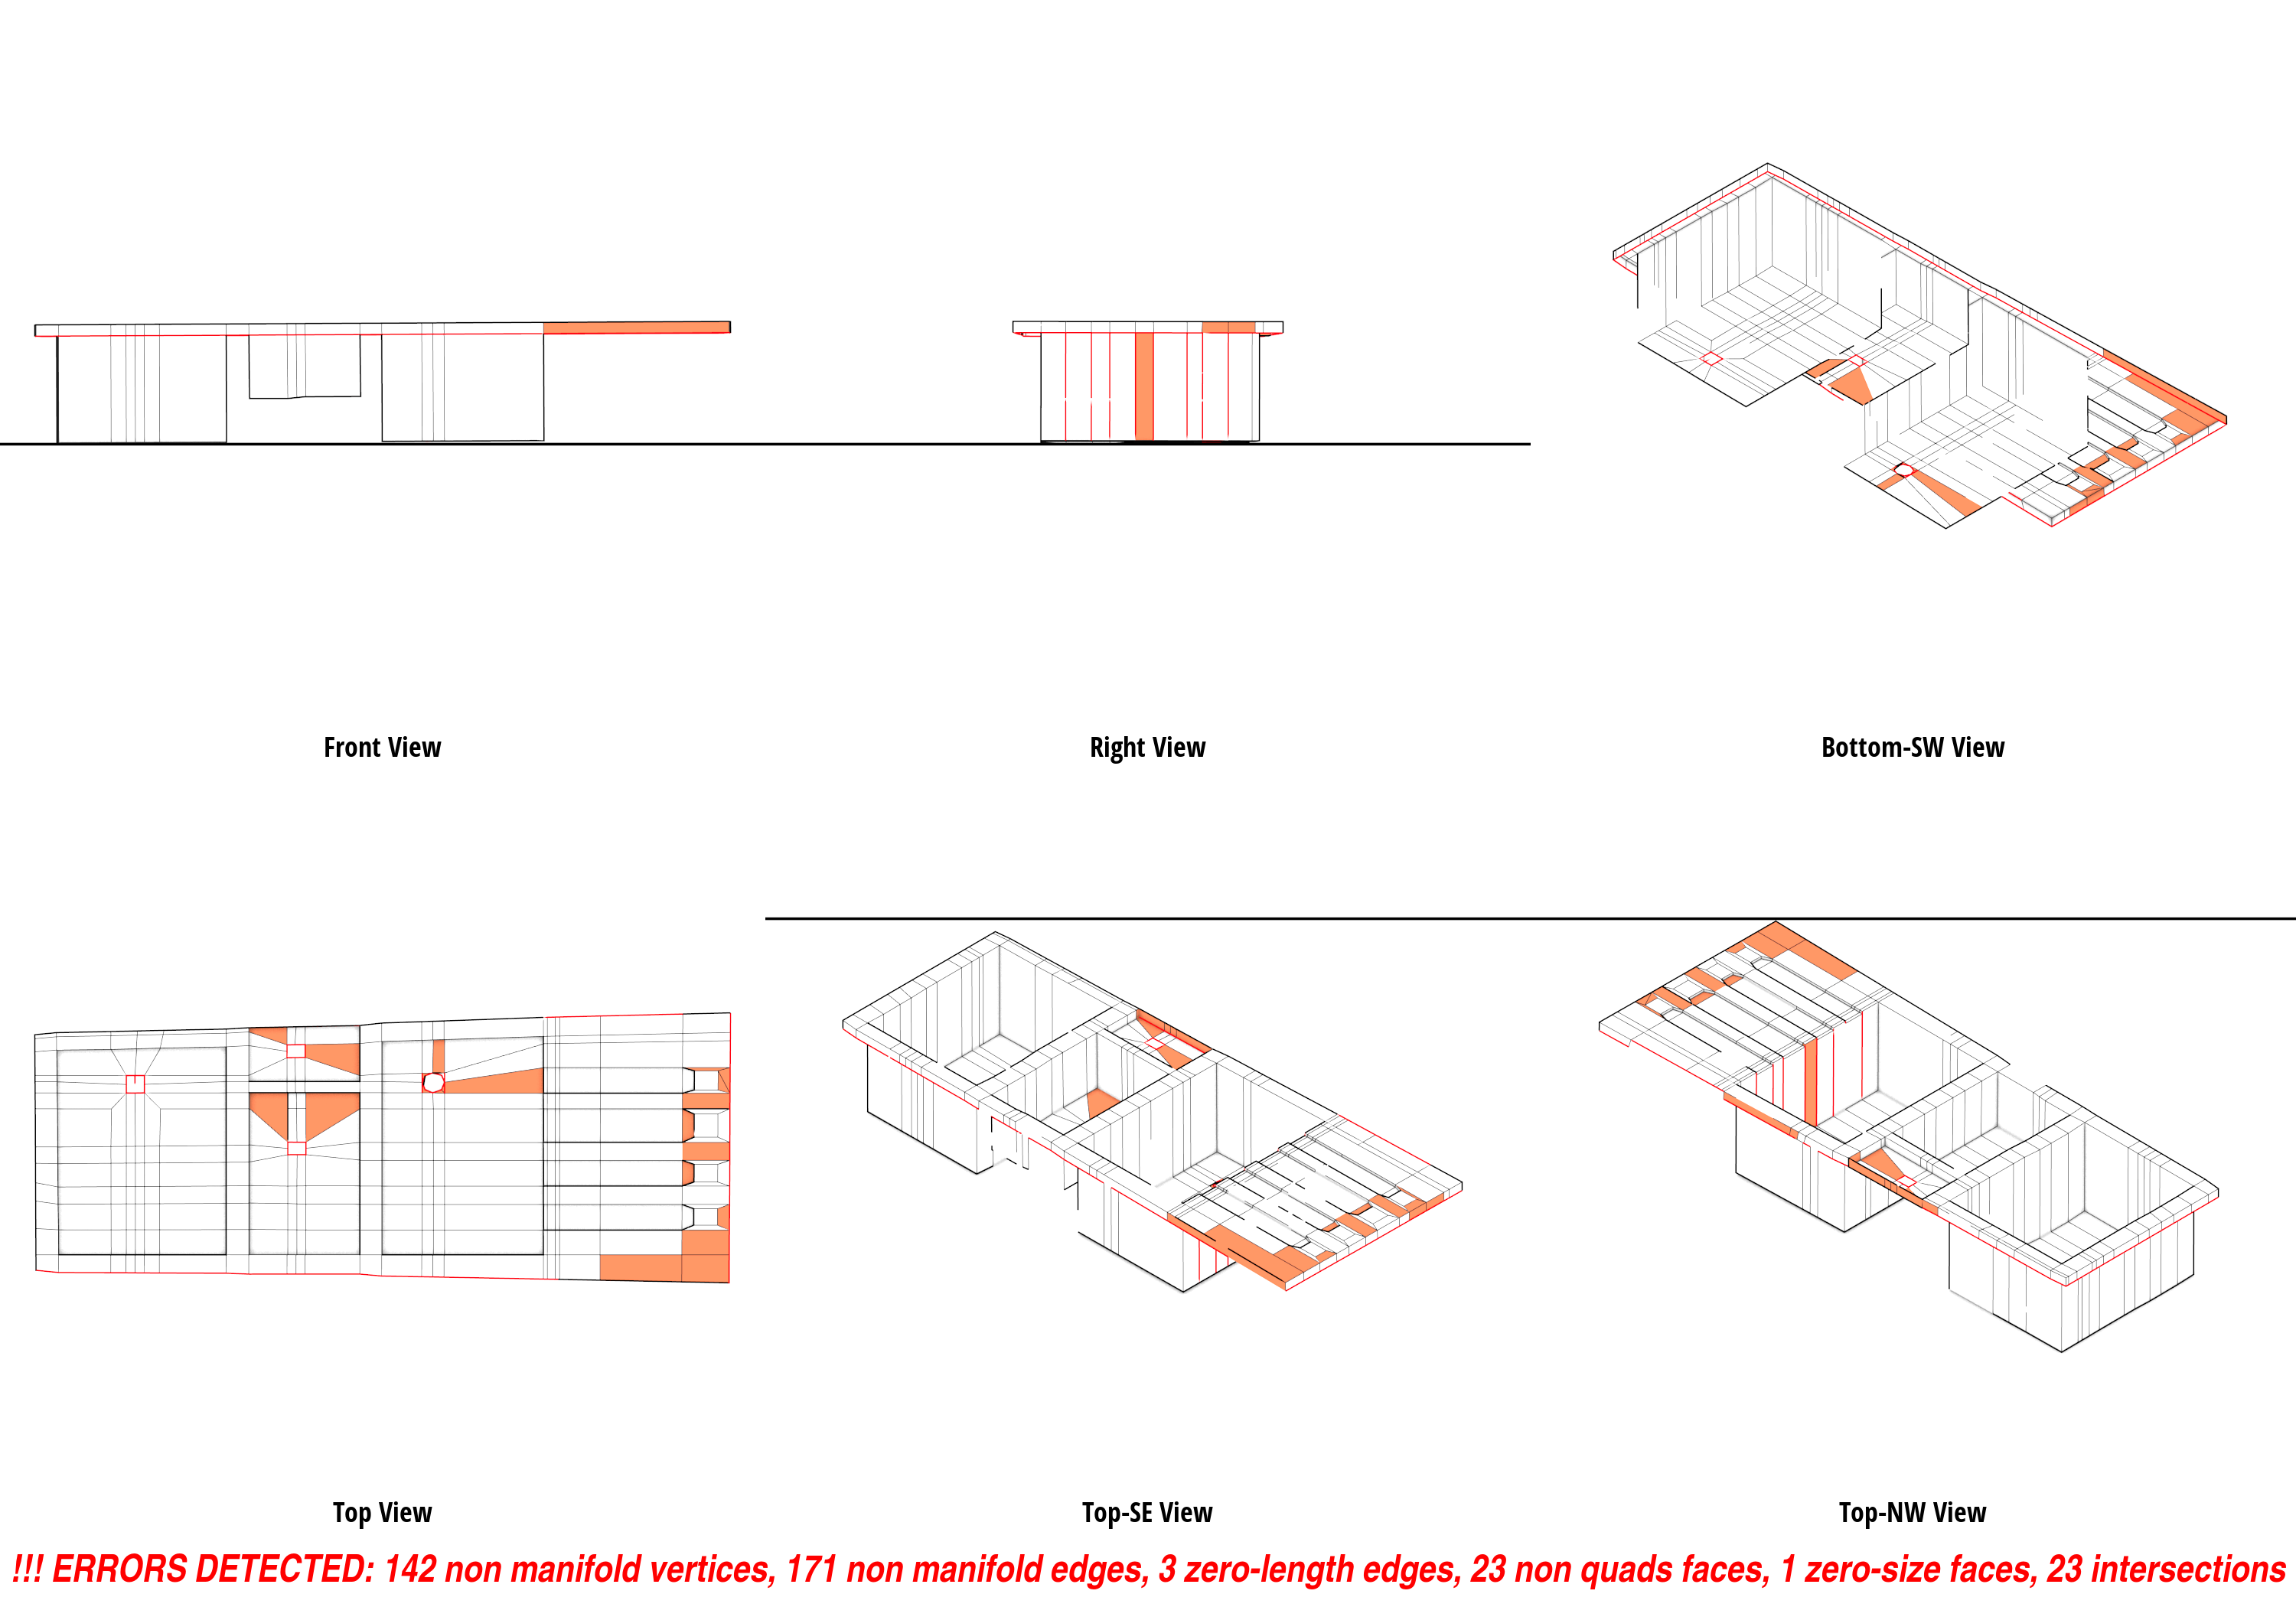 Front View
Right View
Bottom-SW View
Top View
Top-SE View
Top-NW View
!!! ERRORS DETECTED: 142 non manifold vertices, 171 non manifold edges, 3 zero-length edges, 23 non quads faces, 1 zero-size faces, 23 intersections